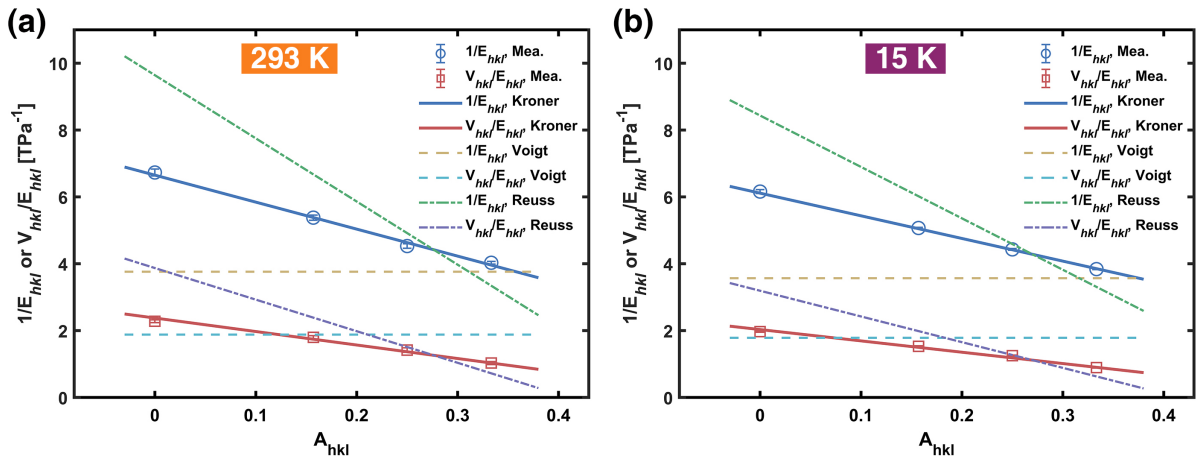 (a)
293 K
1/E_hkl, Mea.
V_hkl/E_hkl, Mea.
1/E_hkl, Kroner
V_hkl/E_hkl, Kroner
1/E_hkl, Voigt
V_hkl/E_hkl, Voigt
1/E_hkl, Reuss
V_hkl/E_hkl, Reuss
1/E_hkl or V_hkl/E_hkl [TPa⁻¹]
10
8
6
4
2
0
0
0.1
0.2
0.3
0.4
A_hkl
(b)
15 K
1/E_hkl, Mea.
V_hkl/E_hkl, Mea.
1/E_hkl, Kroner
V_hkl/E_hkl, Kroner
1/E_hkl, Voigt
V_hkl/E_hkl, Voigt
1/E_hkl, Reuss
V_hkl/E_hkl, Reuss
1/E_hkl or V_hkl/E_hkl [TPa⁻¹]
10
8
6
4
2
0
0
0.1
0.2
0.3
0.4
A_hkl